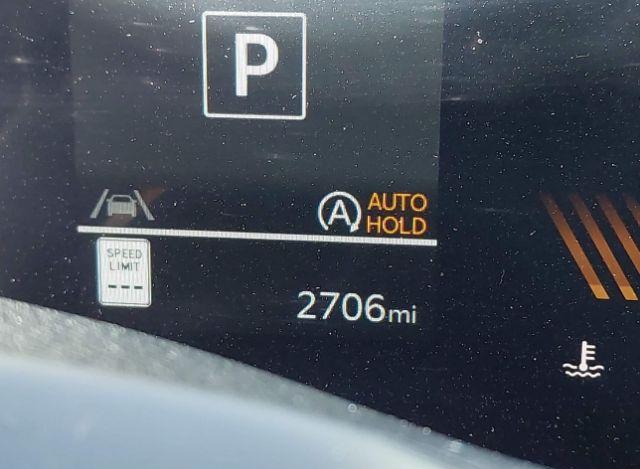 P
A
AUTO
HOLD
SPEED
LIMIT
---
2706mi